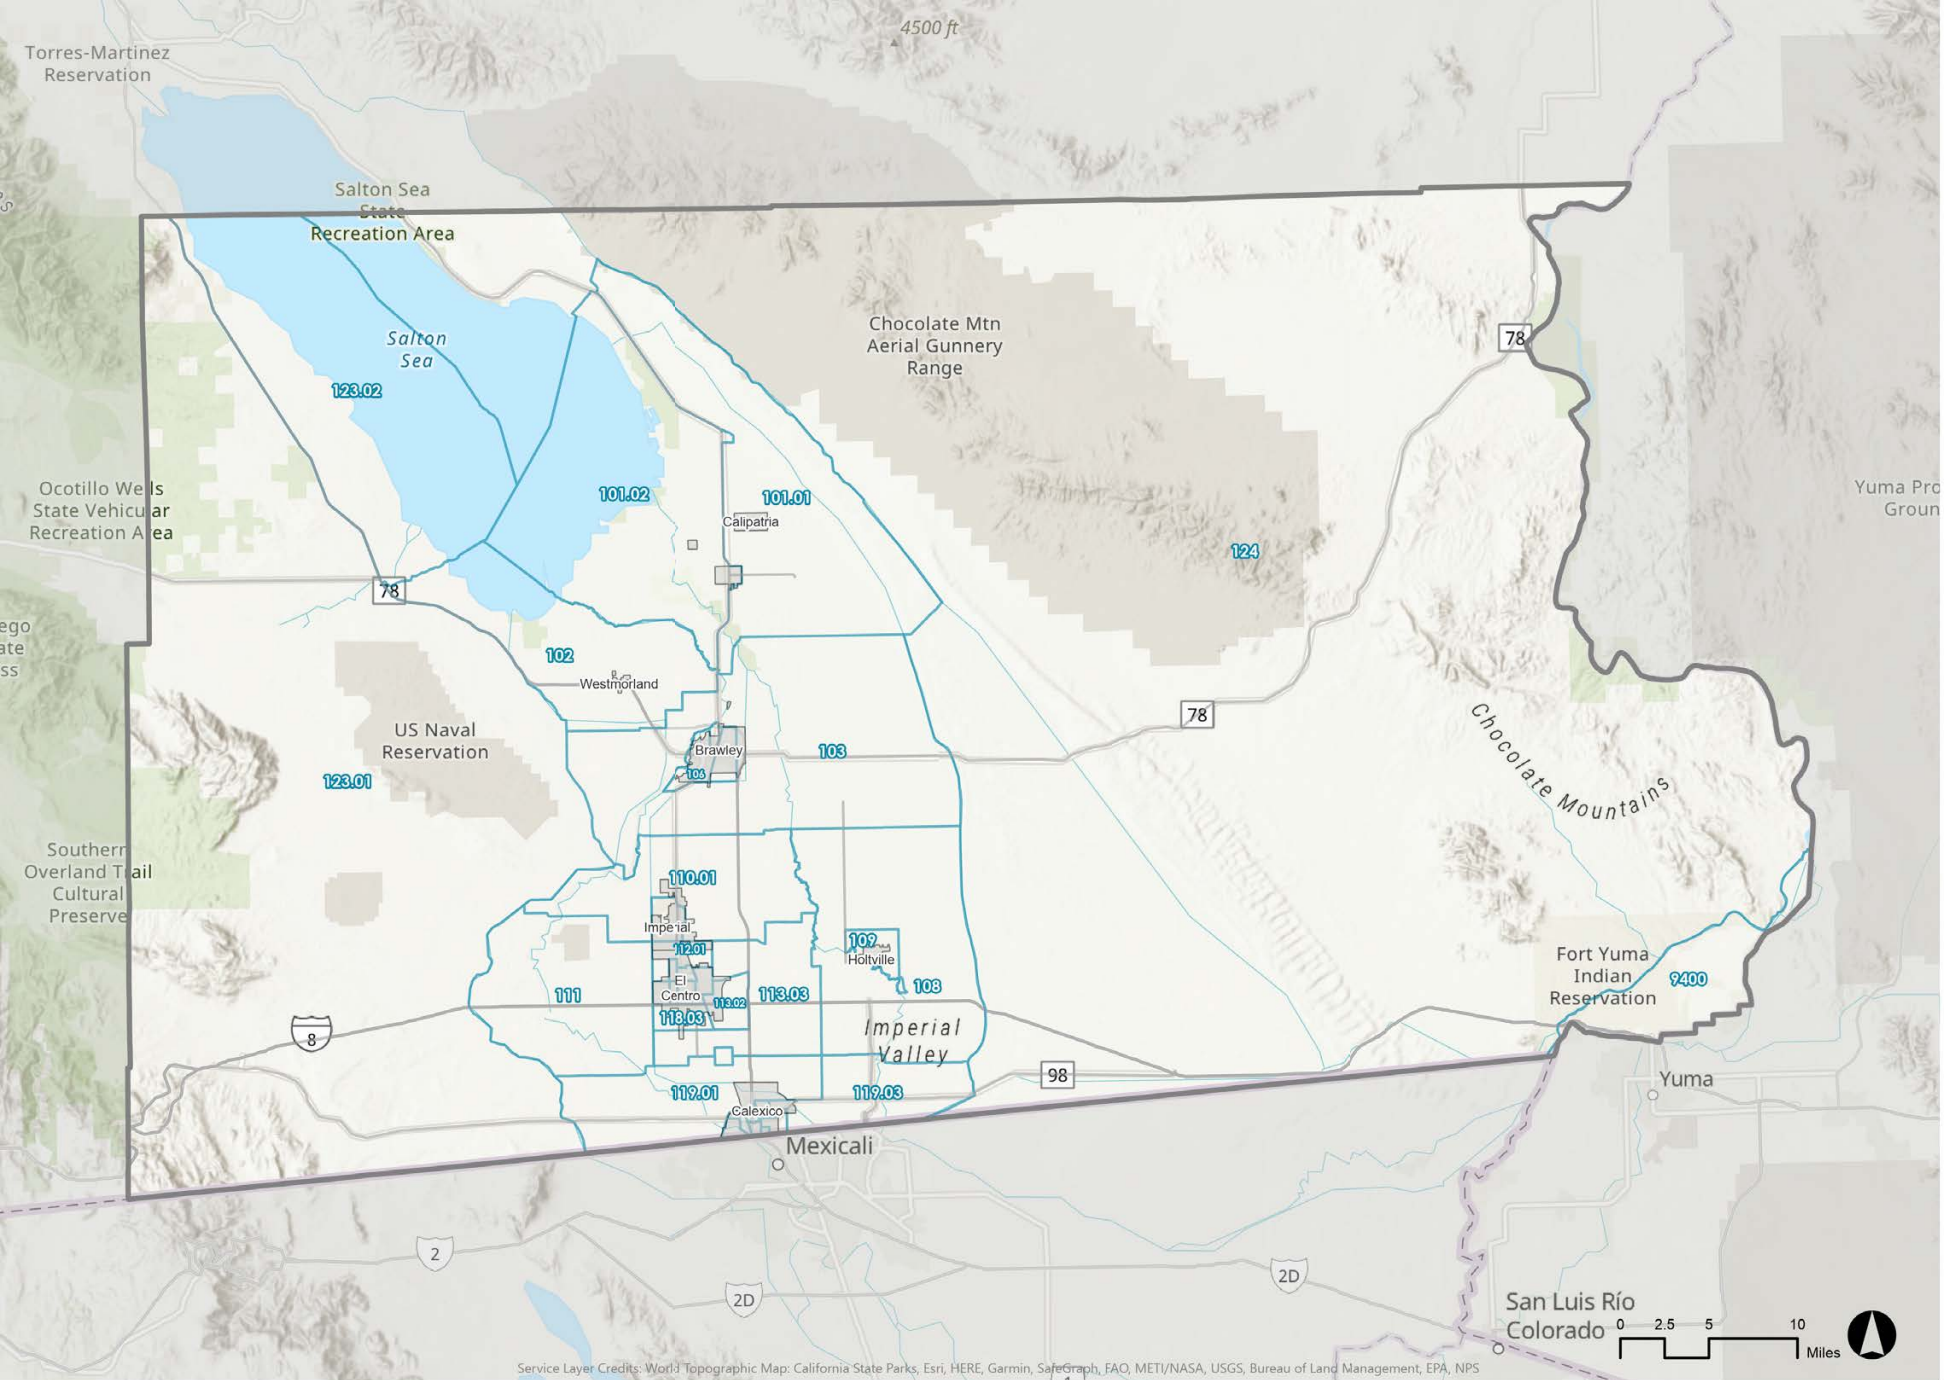 4500 ft
Torres-Martinez
Reservation
Salton Sea
State
Recreation Area
Salton
Sea
123.02
Chocolate Mtn
Aerial Gunnery
Range
78
Ocotillo Wells
State Vehicular
Recreation Area
101.02
101.01
Calipatria
Yuma Pro
Groun
124
78
ego
ate
ss
102
Westmorland
US Naval
Reservation
123.01
Brawley
106
103
78
Chocolate Mountains
Southern
Overland Trail
Cultural
Preserve
110.01
Imperial
112.01
109
Holtville
El
Centro
111
113.02
113.03
108
118.03
Imperial
Valley
Fort Yuma
Indian
Reservation
9400
8
98
119.01
119.03
Calexico
Yuma
Mexicali
2
2D
2D
San Luis Río
Colorado
0 2.5 5 10
Miles
Service Layer Credits: World Topographic Map: California State Parks, Esri, HERE, Garmin, SafeGraph, FAO, METI/NASA, USGS, Bureau of Land Management, EPA, NPS